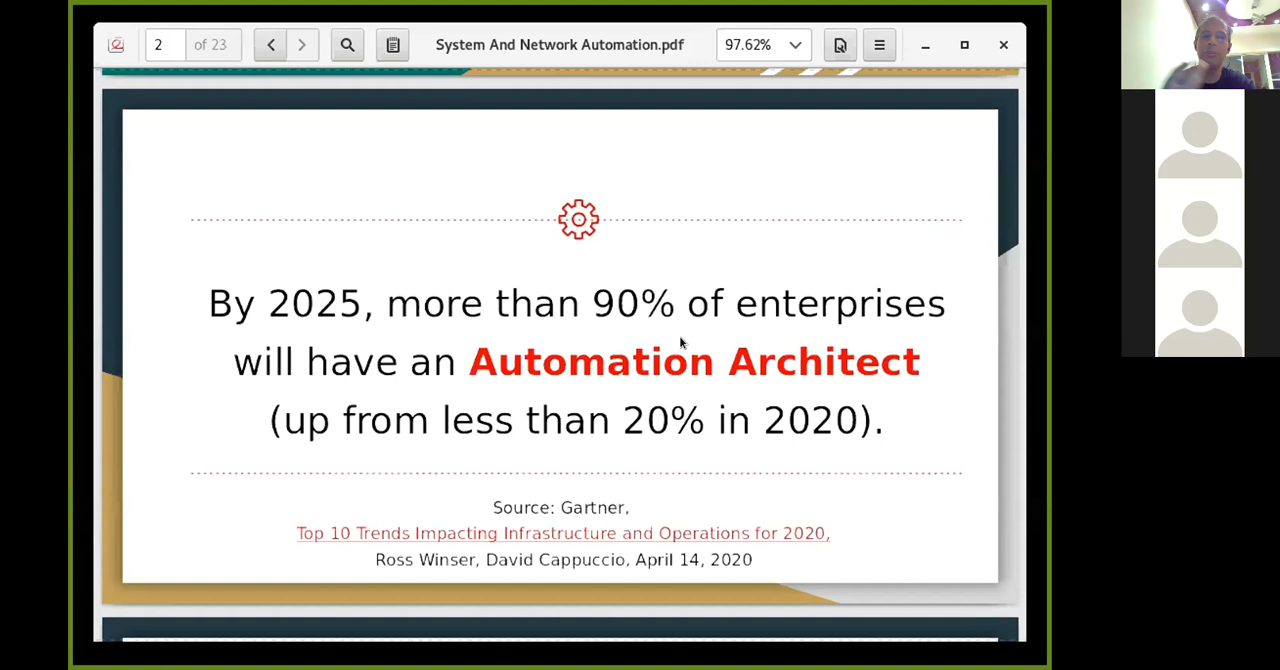 2 of 23 System And Network Automation.pdf 97.62%
By 2025, more than 90% of enterprises
will have an Automation Architect
(up from less than 20% in 2020).
Source: Gartner,
Top 10 Trends Impacting Infrastructure and Operations for 2020,
Ross Winser, David Cappuccio, April 14, 2020